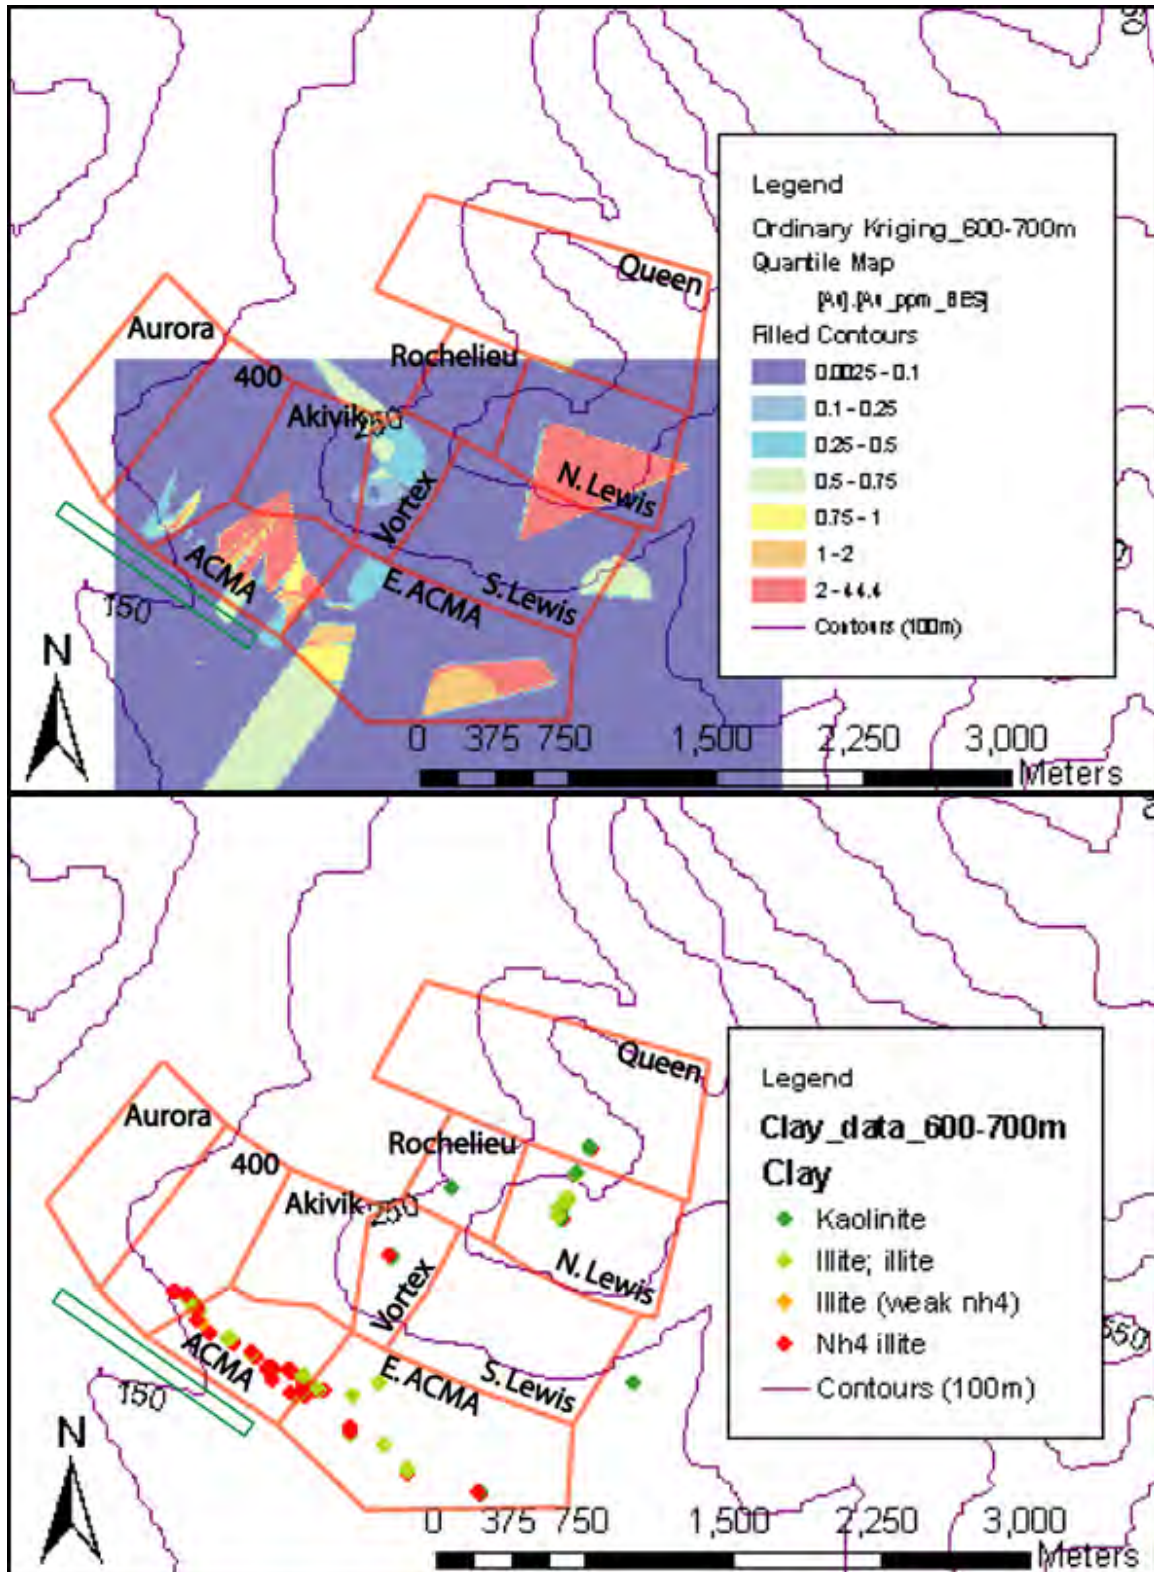 50
Legend
Ordinary Kriging_600-700m
Quantile Map
[Au].[Au_ppm_BES]
Filled Contours
0.0025 - 0.1
0.1 - 0.25
0.25 - 0.5
0.5 - 0.75
0.75 - 1
1 - 2
2 - 44.4
Contours (100m)
Queen
Aurora
Rochelieu
400
Akivik
250
N. Lewis
Vortex
ACMA
E. ACMA
S. Lewis
150
N
0 375 750 1,500 2,250 3,000
Meters
Queen
Aurora
Rochelieu
400
Akivik
250
N. Lewis
Vortex
ACMA
E. ACMA
S. Lewis
150
550
Legend
Clay_data_600-700m
Clay
Kaolinite
Illite; illite
Illite (weak nh4)
Nh4 illite
Contours (100m)
N
0 375 750 1,500 2,250 3,000
Meters